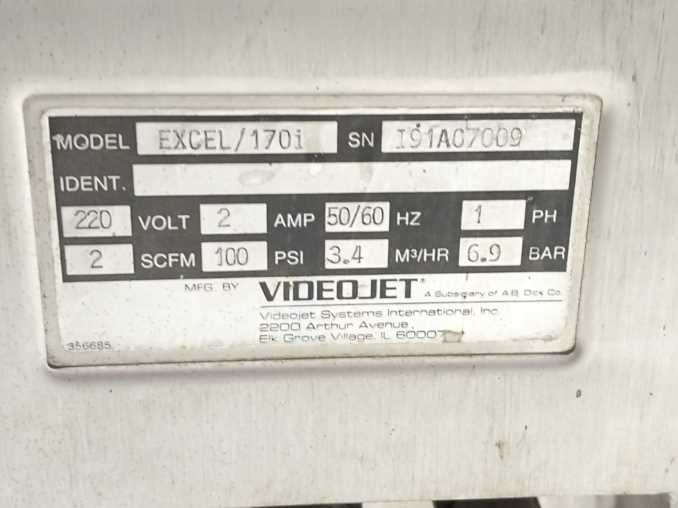 MODEL EXCEL/170i SN I91AC7009
IDENT.
220 VOLT 2 AMP 50/60 HZ 1 PH
2 SCFM 100 PSI 3.4 M³/HR 6.9 BAR
MFG. BY VIDEOJET® A Subsidiary of A.B. Dick Co.
Videojet Systems International, Inc.
2200 Arthur Avenue,
Elk Grove Village, IL 6000
356685